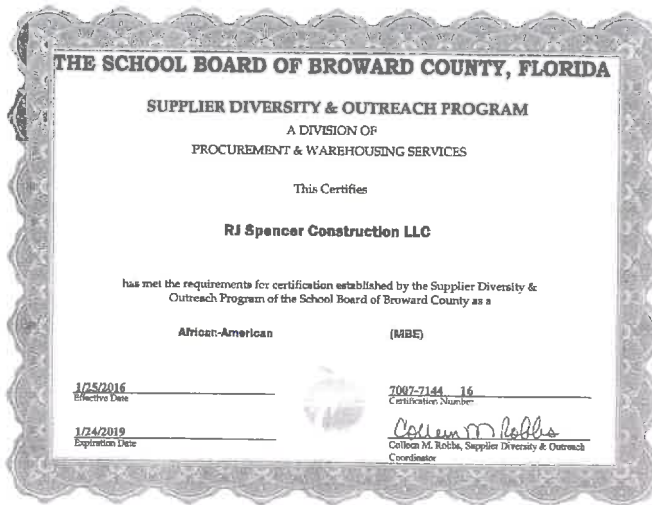 THE SCHOOL BOARD OF BROWARD COUNTY, FLORIDA
SUPPLIER DIVERSITY & OUTREACH PROGRAM
A DIVISION OF
PROCUREMENT & WAREHOUSING SERVICES
This Certifies
RJ Spencer Construction LLC
has met the requirements for certification established by the Supplier Diversity &
Outreach Program of the School Board of Broward County as a
African-American (MBE)
1/25/2016 7007-7144 16
Effective Date Certification Number
1/24/2019 Colleen M Robbs
Expiration Date Colleen M. Robbs, Supplier Diversity & Outreach
Coordinator